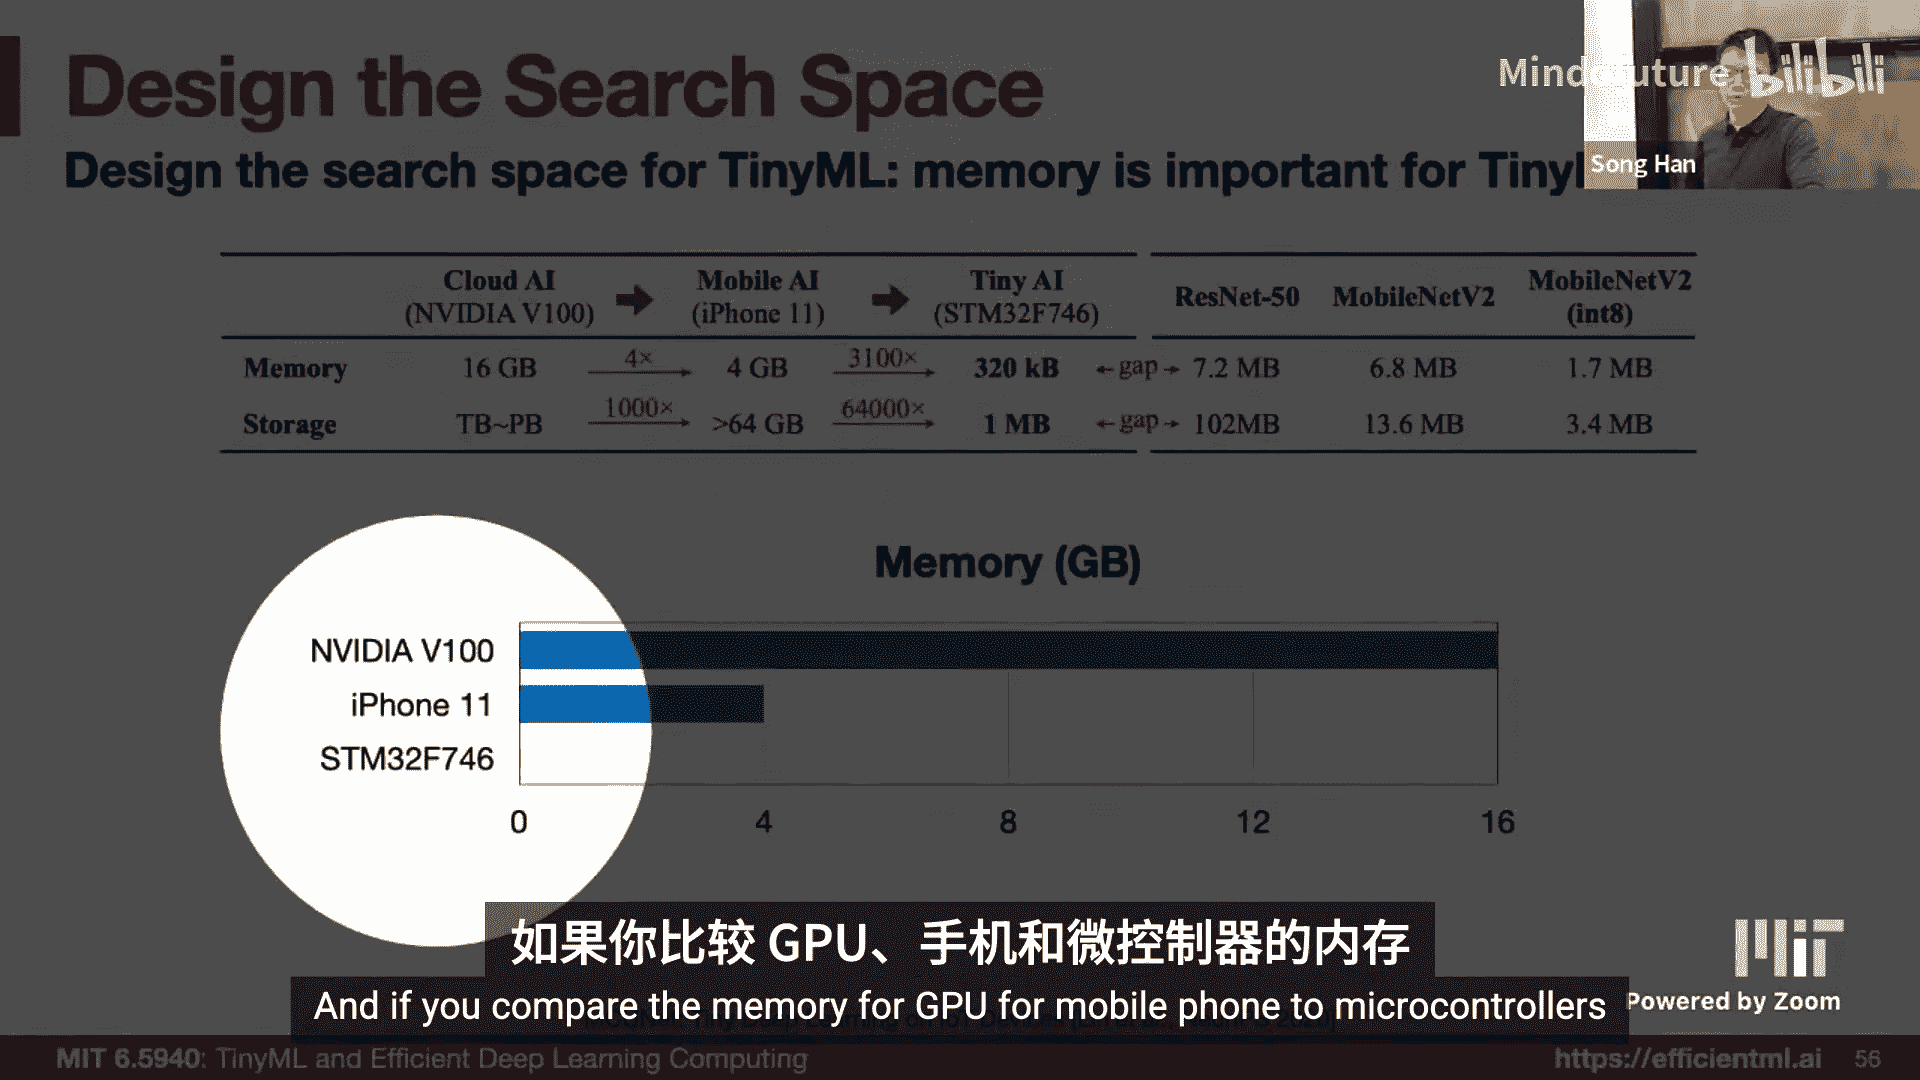 Design the Search Space
Mind
uture
bilibili
Song Han
Design the search space for TinyML: memory is important for Tiny
Cloud AI
(NVIDIA V100)
Mobile AI
(iPhone 11)
Tiny AI
(STM32F746)
ResNet-50
MobileNetV2
MobileNetV2
(int8)
Memory 16 GB 4× 4 GB 3100× 320 kB gap 7.2 MB 6.8 MB 1.7 MB
Storage TB~PB 1000× >64 GB 64000× 1 MB gap 102MB 13.6 MB 3.4 MB
Memory (GB)
NVIDIA V100
iPhone 11
STM32F746
0 4 8 12 16
如果你比较 GPU、手机和微控制器的内存
And if you compare the memory for GPU for mobile phone to microcontrollers
MIT
Powered by Zoom
MIT 6.5940: TinyML and Efficient Deep Learning Computing
https://efficientml.ai
56